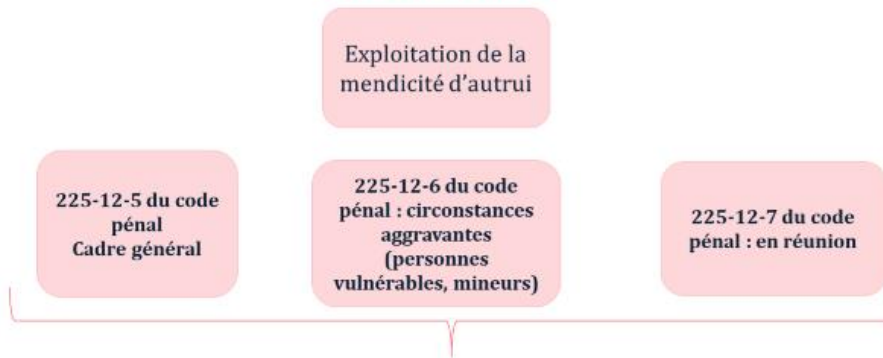 Exploitation de la
mendicité d'autrui
225-12-5 du code
pénal
Cadre général
225-12-6 du code
pénal : circonstances
aggravantes
(personnes
vulnérables, mineurs)
225-12-7 du code
pénal : en réunion